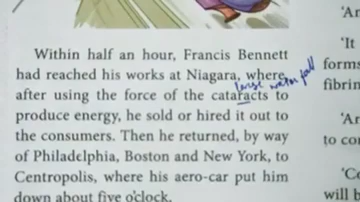 Within half an hour, Francis Bennett
had reached his works at Niagara, where,
large water fall
after using the force of the cataracts to
produce energy, he sold or hired it out to
the consumers. Then he returned, by way
of Philadelphia, Boston and New York, to
Centropolis, where his aero-car put him
down about five o'clock.
'Ar
'It
forms
fibrin
'Ar
to con
'Co
will b